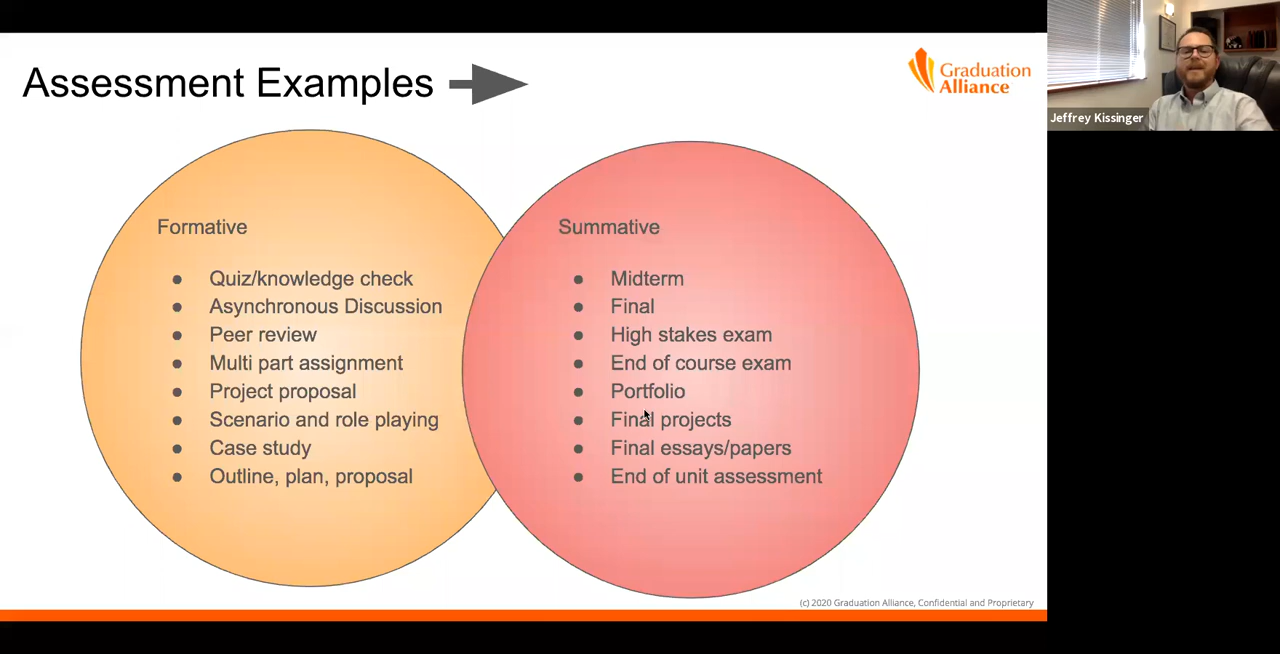 Assessment Examples
Graduation
Alliance
Jeffrey Kissinger
Formative
Quiz/knowledge check
Asynchronous Discussion
Peer review
Multi part assignment
Project proposal
Scenario and role playing
Case study
Outline, plan, proposal
Summative
Midterm
Final
High stakes exam
End of course exam
Portfolio
Final projects
Final essays/papers
End of unit assessment
(c) 2020 Graduation Alliance, Confidential and Proprietary